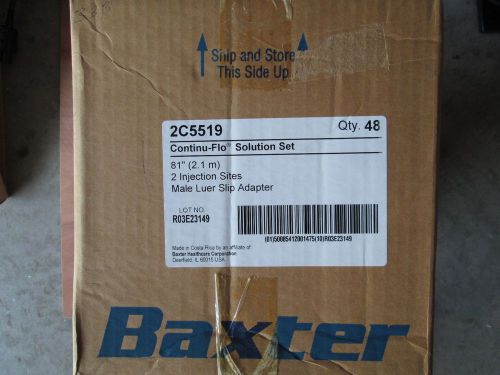 Ship and Store
This Side Up
2C5519 Qty. 48
Continu-Flo® Solution Set
81" (2.1 m)
2 Injection Sites
Male Luer Slip Adapter
LOT NO.
R03E23149
(01)50085412001475(10)R03E23149
Made in Costa Rica by an affiliate of
Baxter Healthcare Corporation
Deerfield, IL 60015 USA
Baxter